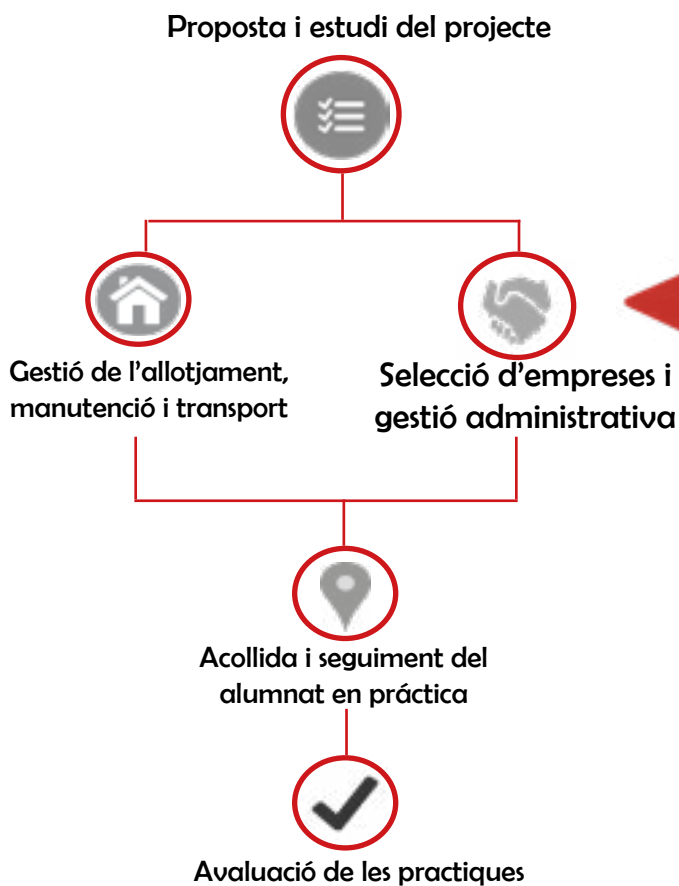 Proposta i estudi del projecte
Gestió de l'allotjament,
manutenció i transport
Selecció d'empreses i
gestió administrativa
Acollida i seguiment del
alumnat en práctica
Avaluació de les practiques